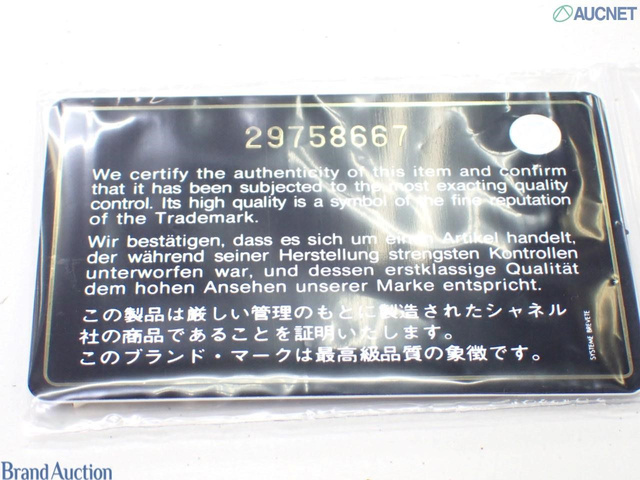 AUCNET
29758667
We certify the authenticity of this item and confirm
that it has been subjected to the most exacting quality
control. Its high quality is a symbol of the fine reputation
of the Trademark.
Wir bestätigen, dass es sich um einen Artikel handelt,
der während seiner Herstellung strengsten Kontrollen
unterworfen war, und dessen erstklassige Qualität
dem hohen Ansehen unserer Marke entspricht.
この製品は厳しい管理のもとに製造されたシャネル
社の商品であることを証明いたします。
このブランド・マークは最高級品質の象徴です。
SYSTEME BREVETE
Brand Auction